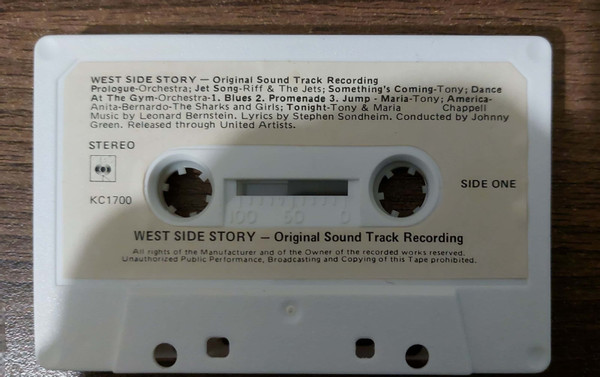 WEST SIDE STORY — Original Sound Track Recording
Prologue-Orchestra; Jet Song-Riff & The Jets; Something's Coming-Tony; Dance
At The Gym-Orchestra-1. Blues 2. Promenade 3. Jump - Maria-Tony; America-
Anita-Bernardo-The Sharks and Girls; Tonight-Tony & Maria Chappell
Music by Leonard Bernstein. Lyrics by Stephen Sondheim. Conducted by Johnny
Green. Released through United Artists.
STEREO
KC1700
SIDE ONE
100 50 0
WEST SIDE STORY — Original Sound Track Recording
All rights of the Manufacturer and of the Owner of the recorded works reserved.
Unauthorized Public Performance, Broadcasting and Copying of this Tape prohibited.